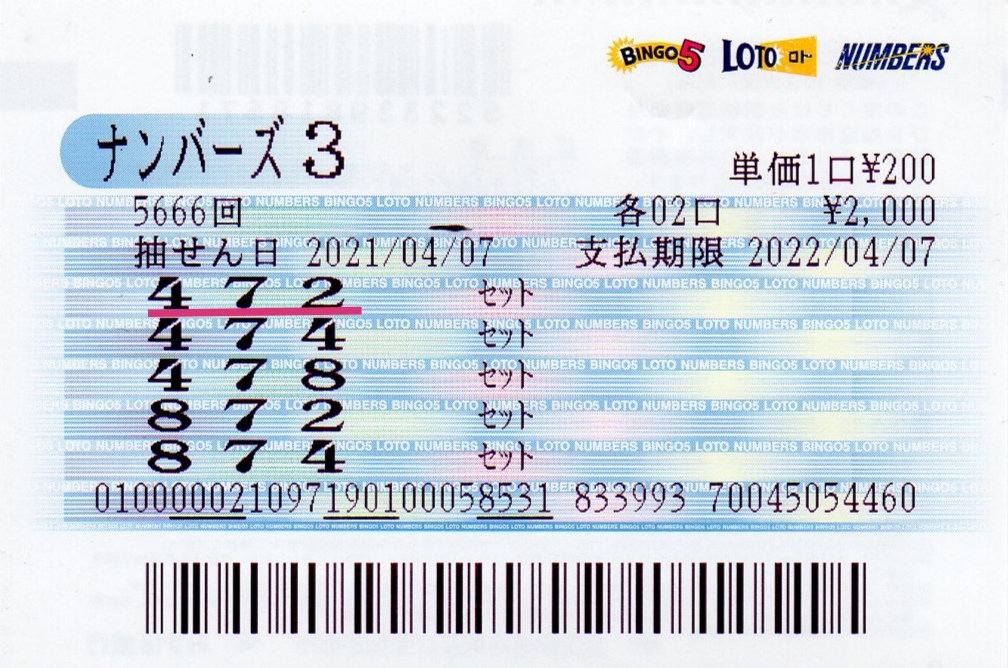 BINGO5 LOTO ロト NUMBERS
ナンバーズ3
単価1口¥200
5666回 各02口 ¥2,000
抽せん日 2021/04/07 支払期限 2022/04/07
4 7 2 セット
4 7 4 セット
4 7 8 セット
8 7 2 セット
8 7 4 セット
010000021097190100058531 833993 70045054460